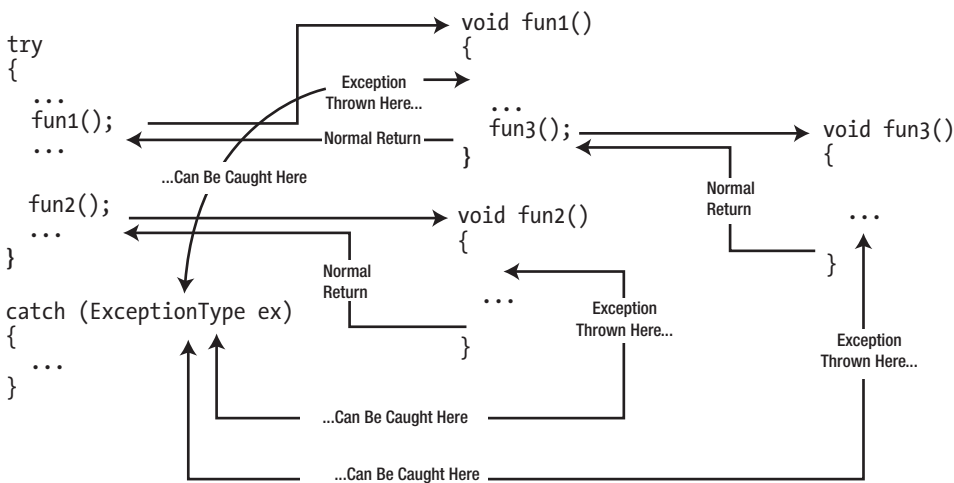 try
{
...
fun1();
...
fun2();
...
}
catch (ExceptionType ex)
{
...
}
void fun1()
{
...
fun3();
}
void fun2()
{
...
}
void fun3()
{
...
}
Exception
Thrown Here...
Normal Return
...Can Be Caught Here
Normal
Return
Exception
Thrown Here...
...Can Be Caught Here
Normal
Return
Exception
Thrown Here...
...Can Be Caught Here